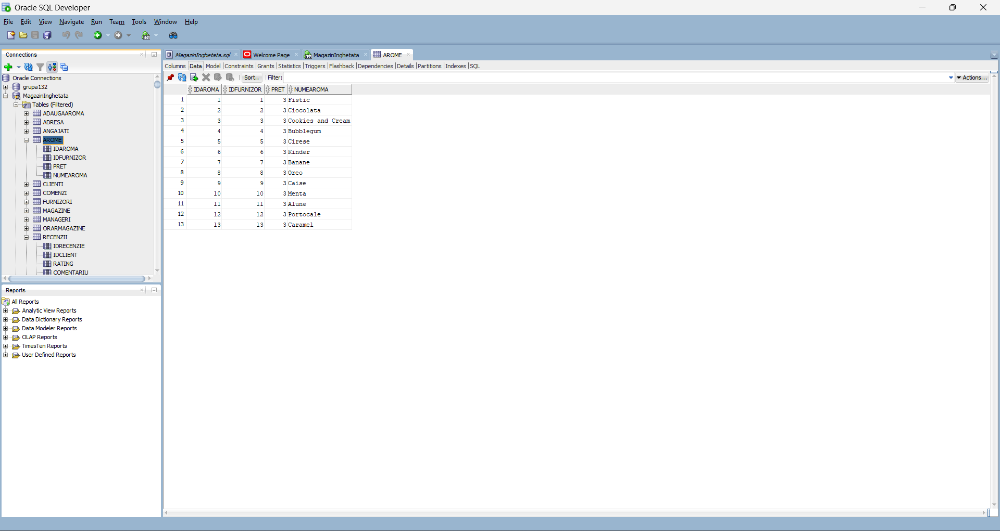 Oracle SQL Developer
File Edit View Navigate Run Team Tools Window Help
Connections
Oracle Connections
grupa132
MagazinInghetata
Tables (Filtered)
ADAUGAAROMA
ADRESA
ANGAJATI
AROME
IDAROMA
IDFURNIZOR
PRET
NUMEAROMA
CLIENTI
COMENZI
FURNIZORI
MAGAZINE
MANAGERI
ORARMAGAZINE
RECENZII
IDRECENZIE
IDCLIENT
RATING
COMENTARIU
Reports
All Reports
Analytic View Reports
Data Dictionary Reports
Data Modeler Reports
OLAP Reports
TimesTen Reports
User Defined Reports
MagazinInghetata.sql Welcome Page MagazinInghetata AROME
Columns Data Model Constraints Grants Statistics Triggers Flashback Dependencies Details Partitions Indexes SQL
Sort.. Filter: Actions...
IDAROMA IDFURNIZOR PRET NUMEAROMA
1 1 1 3 Fistic
2 2 2 3 Ciocolata
3 3 3 3 Cookies and Cream
4 4 4 3 Bubblegum
5 5 5 3 Cirese
6 6 6 3 Kinder
7 7 7 3 Banane
8 8 8 3 Oreo
9 9 9 3 Caise
10 10 10 3 Menta
11 11 11 3 Alune
12 12 12 3 Portocale
13 13 13 3 Caramel